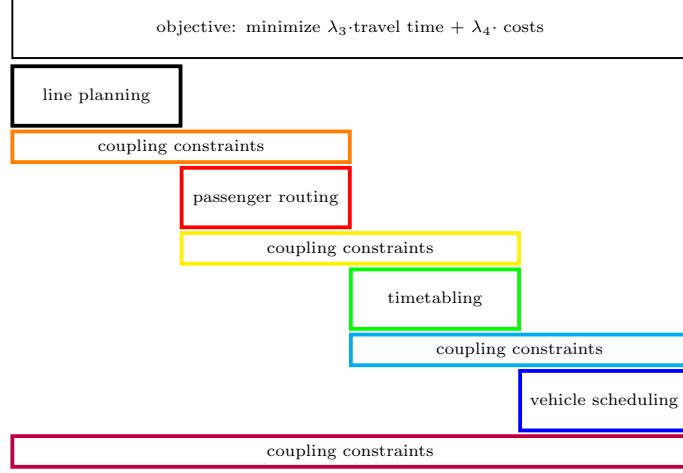 objective: minimize λ₃·travel time + λ₄· costs
line planning
coupling constraints
passenger routing
coupling constraints
timetabling
coupling constraints
vehicle scheduling
coupling constraints